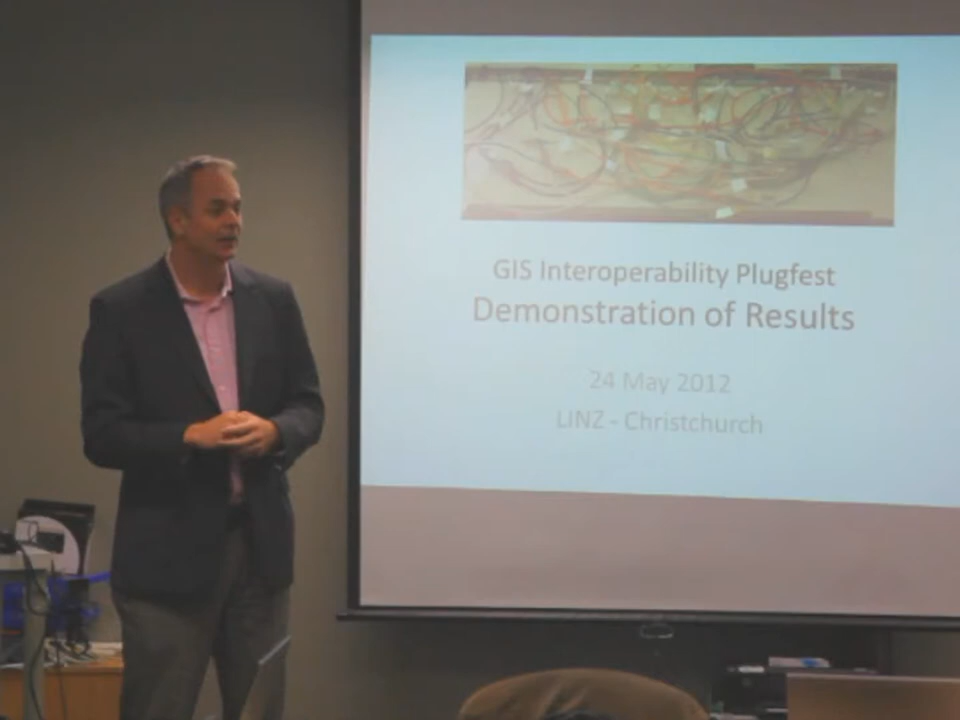 GIS Interoperability Plugfest
Demonstration of Results
24 May 2012
LINZ - Christchurch